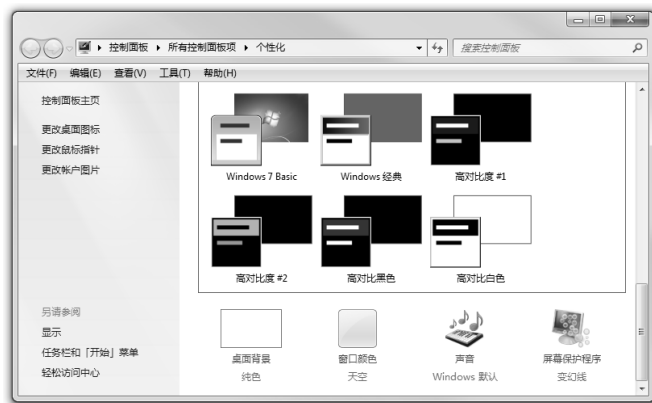 控制面板 ▸ 所有控制面板项 ▸ 个性化
搜索控制面板
文件(F) 编辑(E) 查看(V) 工具(T) 帮助(H)
控制面板主页
更改桌面图标
更改鼠标指针
更改帐户图片
Windows 7 Basic
Windows 经典
高对比度 #1
高对比度 #2
高对比黑色
高对比白色
另请参阅
显示
任务栏和「开始」菜单
轻松访问中心
桌面背景
纯色
窗口颜色
天空
声音
Windows 默认
屏幕保护程序
变幻线